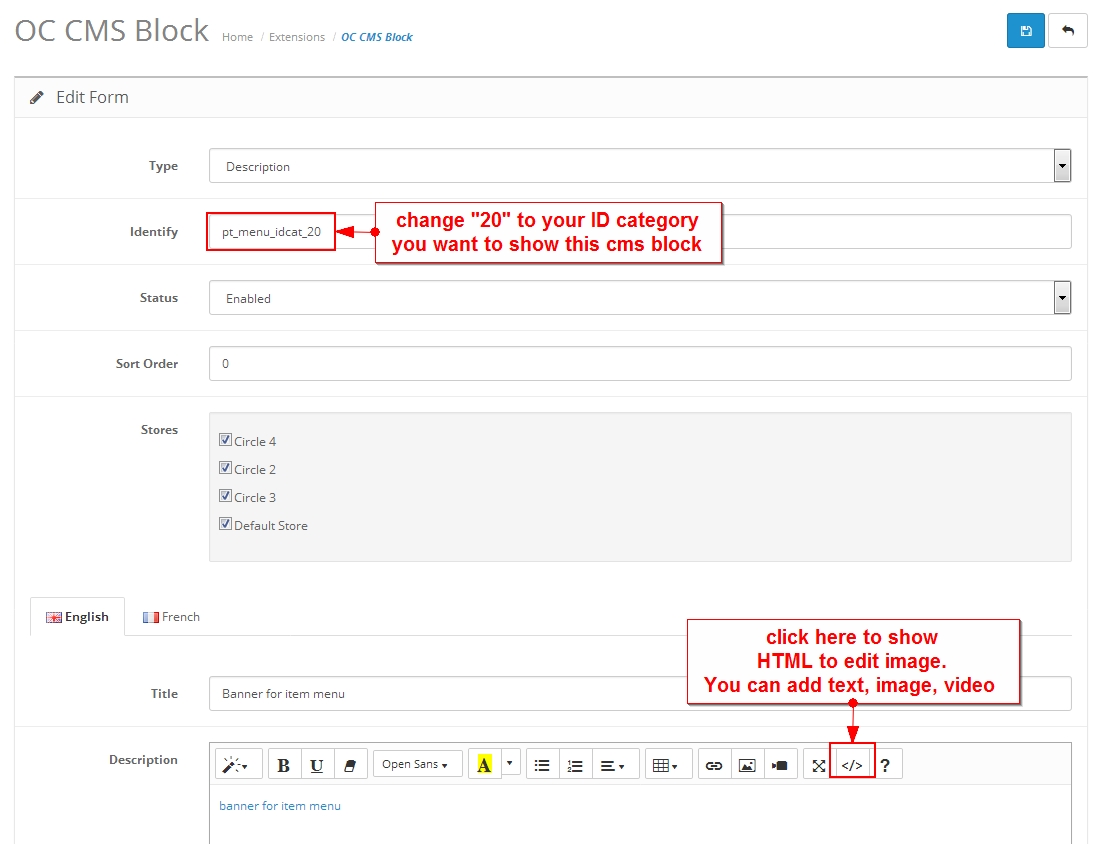 OC CMS Block Home / Extensions / OC CMS Block
Edit Form
Type Description
Identify pt_menu_idcat_20
change "20" to your ID category
you want to show this cms block
Status Enabled
Sort Order 0
Stores
Circle 4
Circle 2
Circle 3
Default Store
English French
click here to show
HTML to edit image.
You can add text, image, video
Title Banner for item menu
Description
B U Open Sans A </> ?
banner for item menu